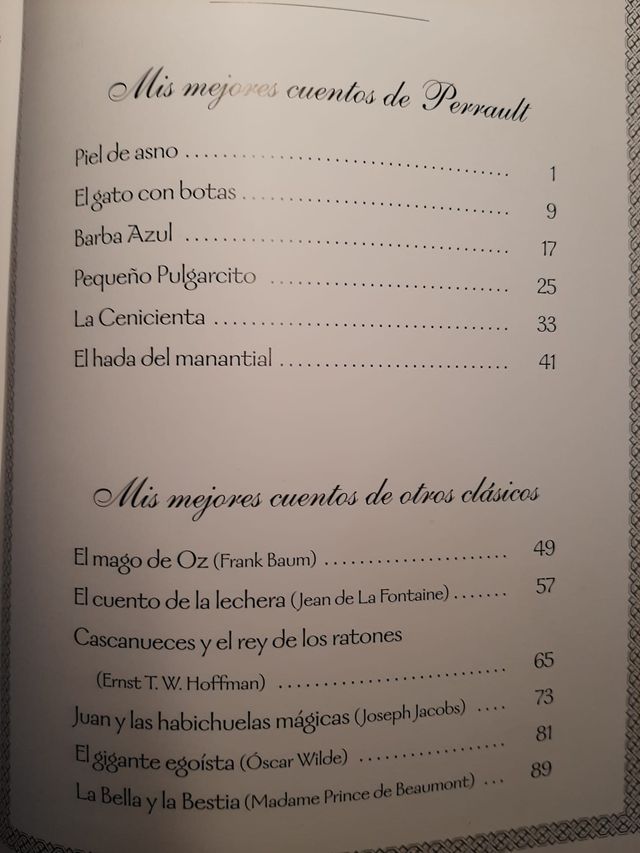 Mis mejores cuentos de Perrault
Piel de asno ........................................ 1
El gato con botas ................................. 9
Barba Azul ........................................ 17
Pequeño Pulgarcito .............................. 25
La Cenicienta ..................................... 33
El hada del manantial ............................ 41
Mis mejores cuentos de otros clásicos
El mago de Oz (Frank Baum) ...................... 49
El cuento de la lechera (Jean de La Fontaine) ....... 57
Cascanueces y el rey de los ratones
(Ernst T. W. Hoffman) ............................ 65
Juan y las habichuelas mágicas (Joseph Jacobs) .... 73
El gigante egoísta (Óscar Wilde) .................. 81
La Bella y la Bestia (Madame Prince de Beaumont) ... 89